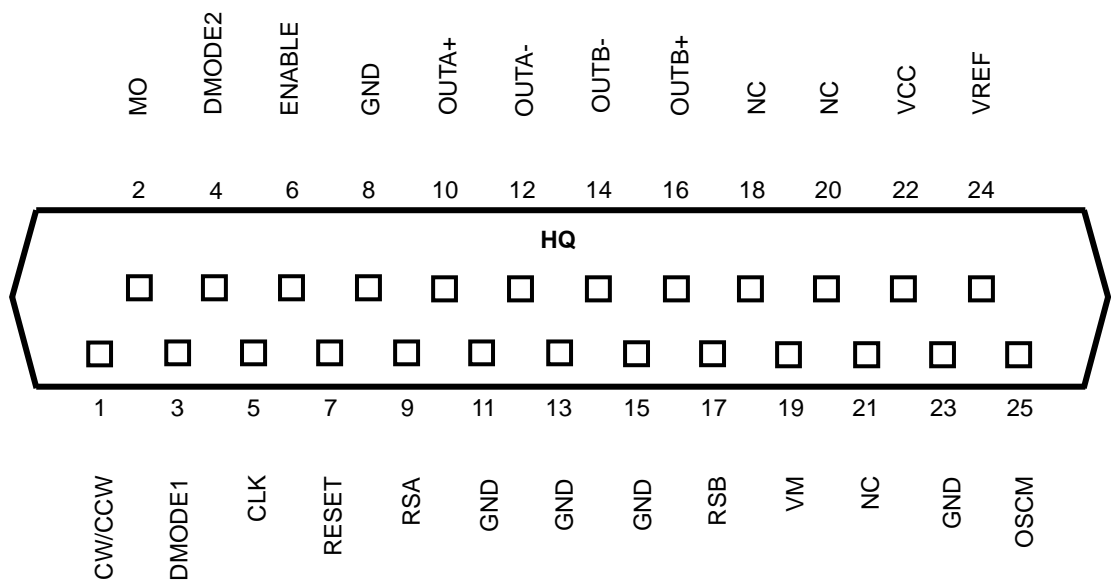 MO DMODE2 ENABLE GND OUTA+ OUTA- OUTB- OUTB+ NC NC VCC VREF
2 4 6 8 10 12 14 16 18 20 22 24
HQ
1 3 5 7 9 11 13 15 17 19 21 23 25
CW/CCW DMODE1 CLK RESET RSA GND GND GND RSB VM NC GND OSCM